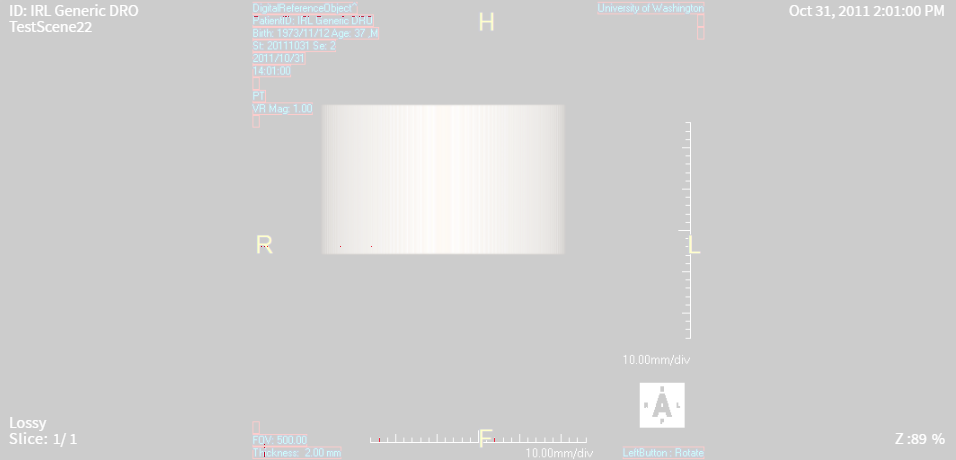 ID: IRL Generic DRO
TestScene22
DigitalReferenceObject
PatientID: IRL Generic DRO
Birth: 1973/11/12 Age: 37 ,M
St: 20111031 Se: 2
2011/10/31
14:01:00
PT
VR Mag: 1.00
H
University of Washington
Oct 31, 2011 2:01:00 PM
R
L
10.00mm/div
H
R A L
F
Lossy
Slice: 1/ 1
FOV: 500.00
Thickness: 2.00 mm
F
10.00mm/div
LeftButton : Rotate
Z :89 %